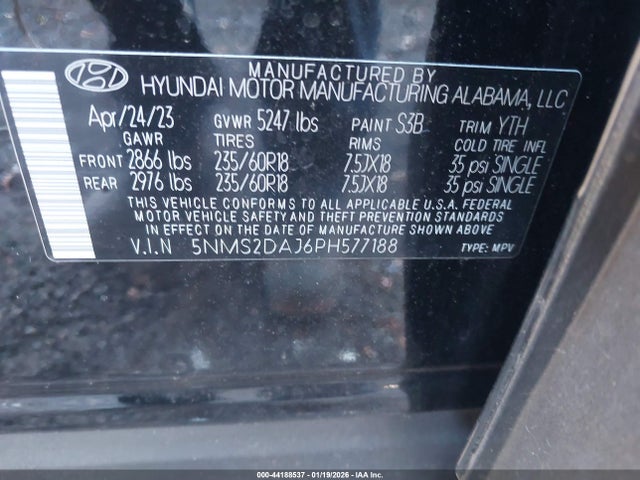 MANUFACTURED BY
HYUNDAI MOTOR MANUFACTURING ALABAMA, LLC
Apr/24/23 GVWR 5247 lbs PAINT S3B TRIM YTH
GAWR TIRES RIMS COLD TIRE INFL
FRONT 2866 lbs 235/60R18 7.5JX18 35 psi SINGLE
REAR 2976 lbs 235/60R18 7.5JX18 35 psi SINGLE
THIS VEHICLE CONFORMS TO ALL APPLICABLE U.S.A. FEDERAL
MOTOR VEHICLE SAFETY AND THEFT PREVENTION STANDARDS
IN EFFECT ON THE DATE OF MANUFACTURE SHOWN ABOVE.
V.I.N 5NMS2DAJ6PH577188 TYPE: MPV
000-44188537 - 01/19/2026 - IAA Inc.